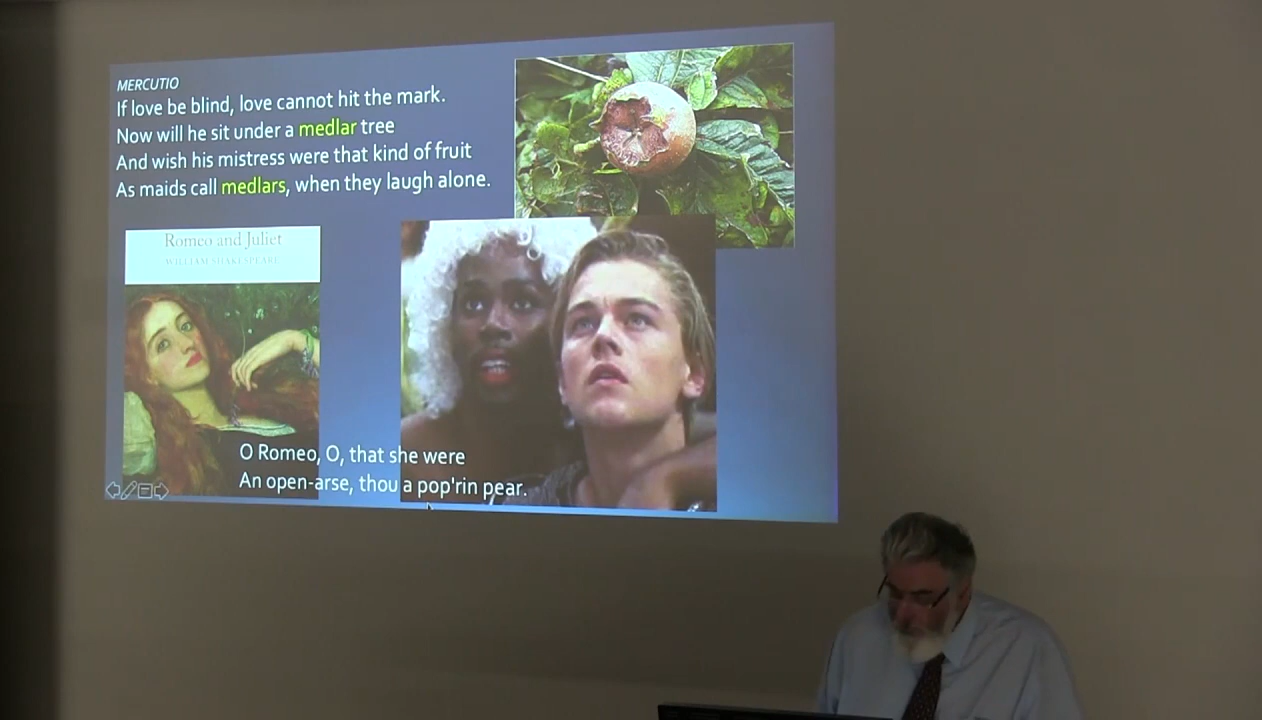 MERCUTIO
If love be blind, love cannot hit the mark.
Now will he sit under a medlar tree
And wish his mistress were that kind of fruit
As maids call medlars, when they laugh alone.
Romeo and Juliet
WILLIAM SHAKESPEARE
O Romeo, O, that she were
An open-arse, thou a pop'rin pear.